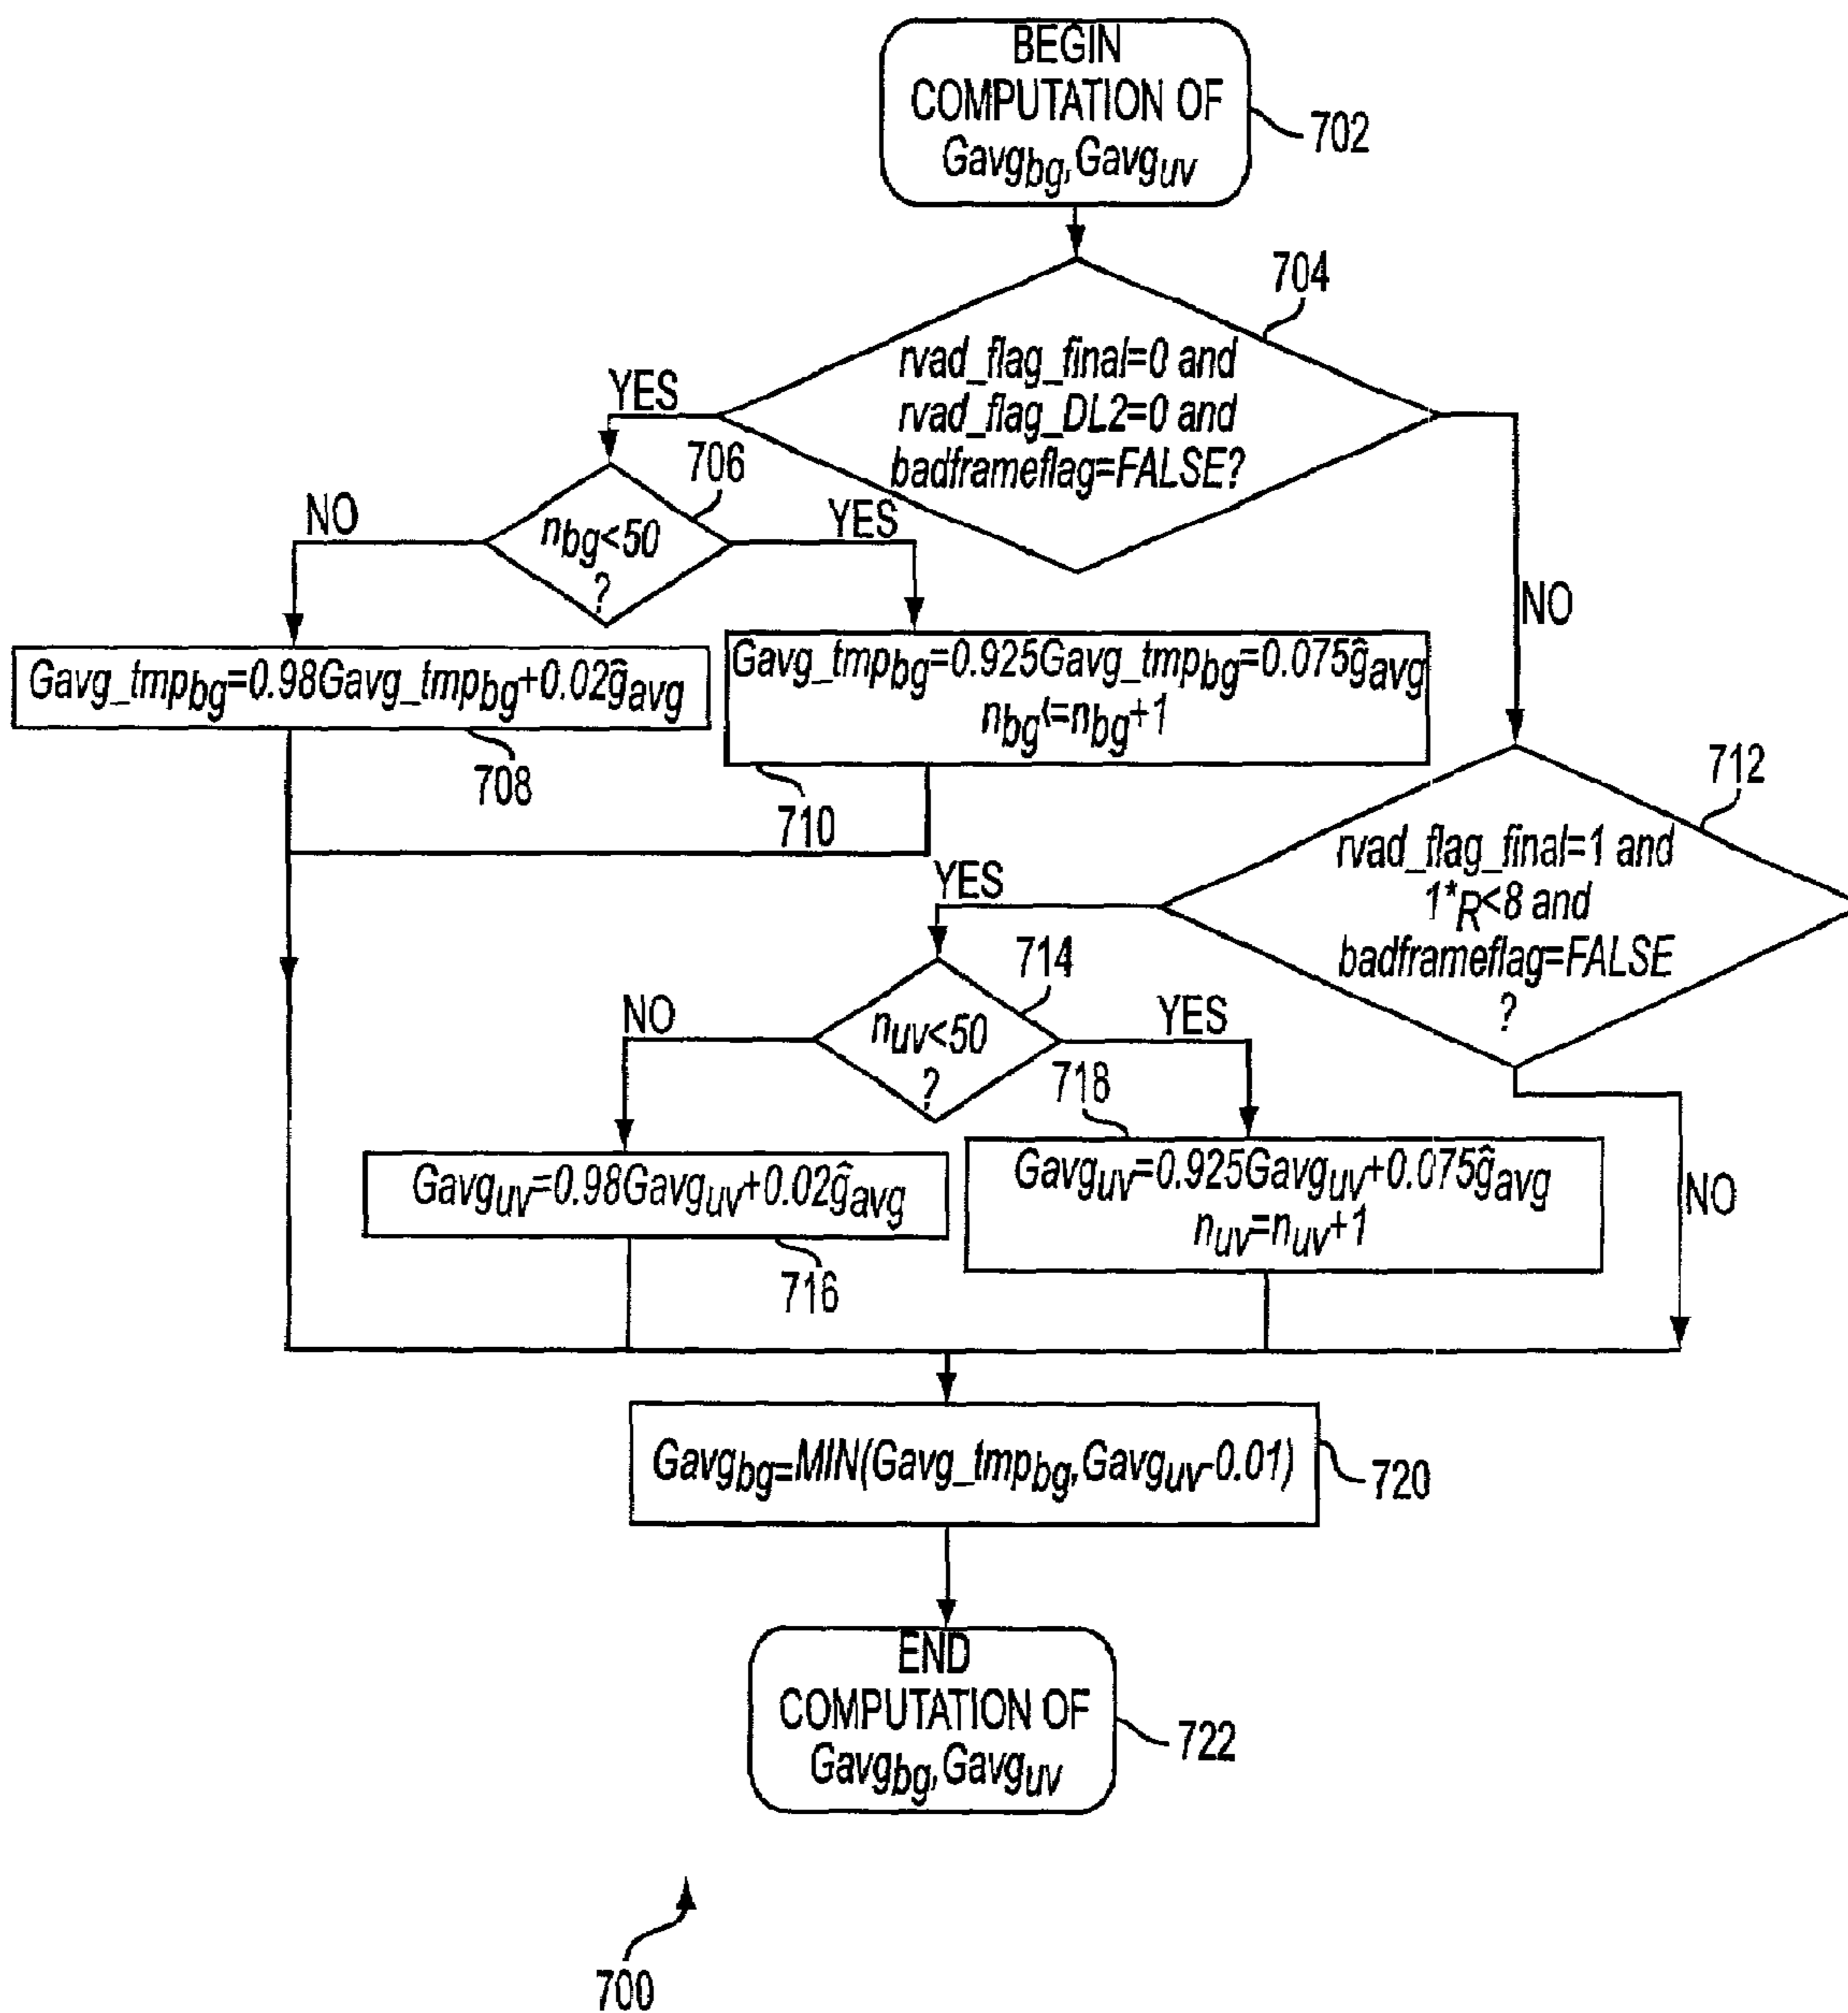 BEGIN
COMPUTATION OF
Gavgbg,Gavguv
702
704
rvad_flag_final=0 and
rvad_flag_DL2=0 and
badframeflag=FALSE?
YES
NO
706
nbg<50
?
NO
YES
Gavg_tmpbg=0.98Gavg_tmpbg+0.02ĝavg
708
Gavg_tmpbg=0.925Gavg_tmpbg=0.075ĝavg
nbg<=nbg+1
710
712
rvad_flag_final=1 and
1*R<8 and
badframeflag=FALSE
?
YES
NO
714
nuv<50
?
NO
YES
718
Gavguv=0.98Gavguv+0.02ĝavg
716
Gavguv=0.925Gavguv+0.075ĝavg
nuv=nuv+1
Gavgbg=MIN(Gavg_tmpbg,Gavguv-0.01)
720
END
COMPUTATION OF
Gavgbg,Gavguv
722
700